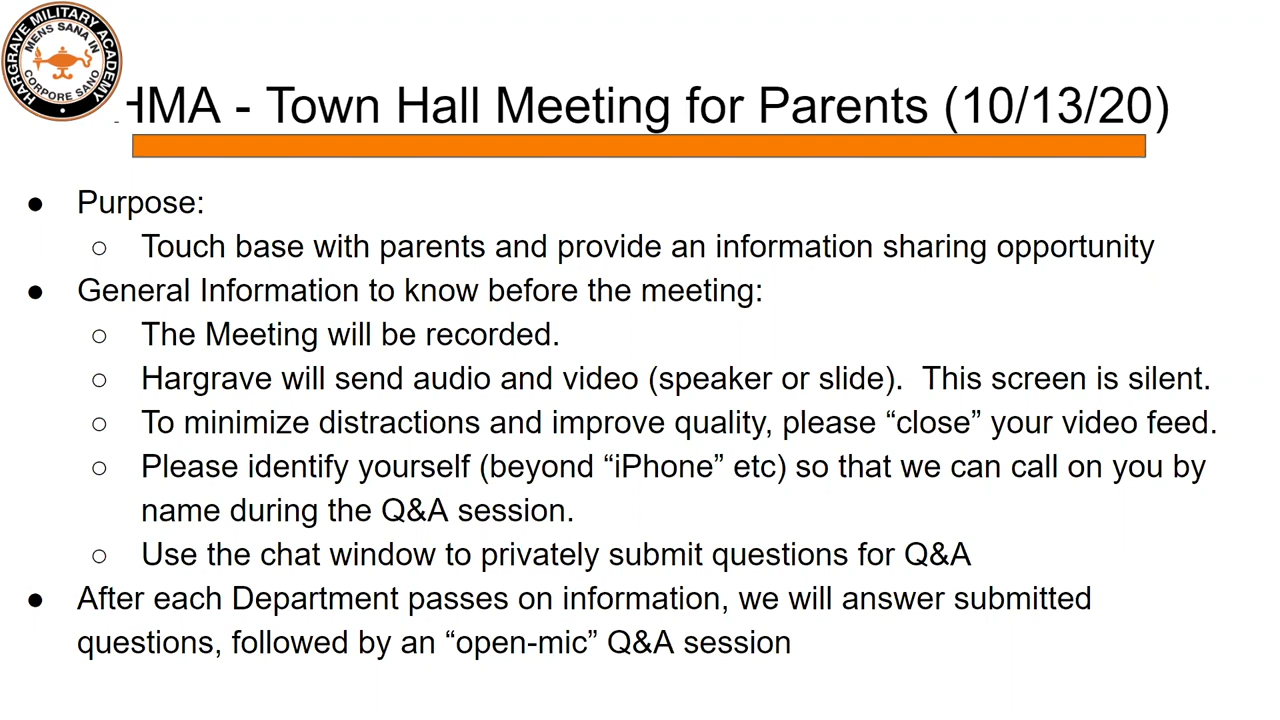 HARGRAVE MILITARY ACADEMY
MENS SANA IN
CORPORE SANO
HMA - Town Hall Meeting for Parents (10/13/20)
● Purpose:
○ Touch base with parents and provide an information sharing opportunity
● General Information to know before the meeting:
○ The Meeting will be recorded.
○ Hargrave will send audio and video (speaker or slide).  This screen is silent.
○ To minimize distractions and improve quality, please “close” your video feed.
○ Please identify yourself (beyond “iPhone” etc) so that we can call on you by
name during the Q&A session.
○ Use the chat window to privately submit questions for Q&A
● After each Department passes on information, we will answer submitted
questions, followed by an “open-mic” Q&A session